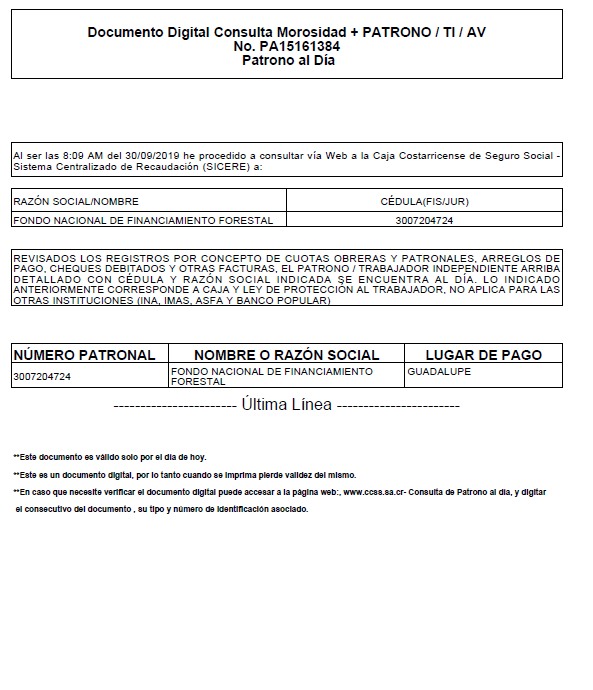 Documento Digital Consulta Morosidad + PATRONO / TI / AV
No. PA15161384
Patrono al Día
Al ser las 8:09 AM del 30/09/2019 he procedido a consultar vía Web a la Caja Costarricense de Seguro Social -
Sistema Centralizado de Recaudación (SICERE) a:
RAZÓN SOCIAL/NOMBRE CÉDULA(FIS/JUR)
FONDO NACIONAL DE FINANCIAMIENTO FORESTAL 3007204724
REVISADOS LOS REGISTROS POR CONCEPTO DE CUOTAS OBRERAS Y PATRONALES, ARREGLOS DE
PAGO, CHEQUES DEBITADOS Y OTRAS FACTURAS, EL PATRONO / TRABAJADOR INDEPENDIENTE ARRIBA
DETALLADO CON CÉDULA Y RAZÓN SOCIAL INDICADA SE ENCUENTRA AL DÍA. LO INDICADO
ANTERIORMENTE CORRESPONDE A CAJA Y LEY DE PROTECCIÓN AL TRABAJADOR, NO APLICA PARA LAS
OTRAS INSTITUCIONES (INA, IMAS, ASFA Y BANCO POPULAR)
NÚMERO PATRONAL NOMBRE O RAZÓN SOCIAL LUGAR DE PAGO
3007204724 FONDO NACIONAL DE FINANCIAMIENTO GUADALUPE
FORESTAL
----------------------- Última Línea -----------------------
**Este documento es válido solo por el día de hoy.
**Este es un documento digital, por lo tanto cuando se imprima pierde validez del mismo.
**En caso que necesite verificar el documento digital puede accesar a la página web:, www.ccss.sa.cr- Consulta de Patrono al día, y digitar
el consecutivo del documento , su tipo y número de identificación asociado.